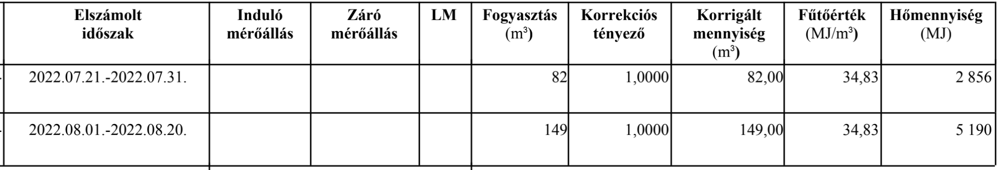 Elszámolt időszak Induló mérőállás Záró mérőállás LM Fogyasztás (m³) Korrekciós tényező Korrigált mennyiség (m³) Fűtőérték (MJ/m³) Hőmennyiség (MJ)
2022.07.21.-2022.07.31. 82 1,0000 82,00 34,83 2 856
2022.08.01.-2022.08.20. 149 1,0000 149,00 34,83 5 190